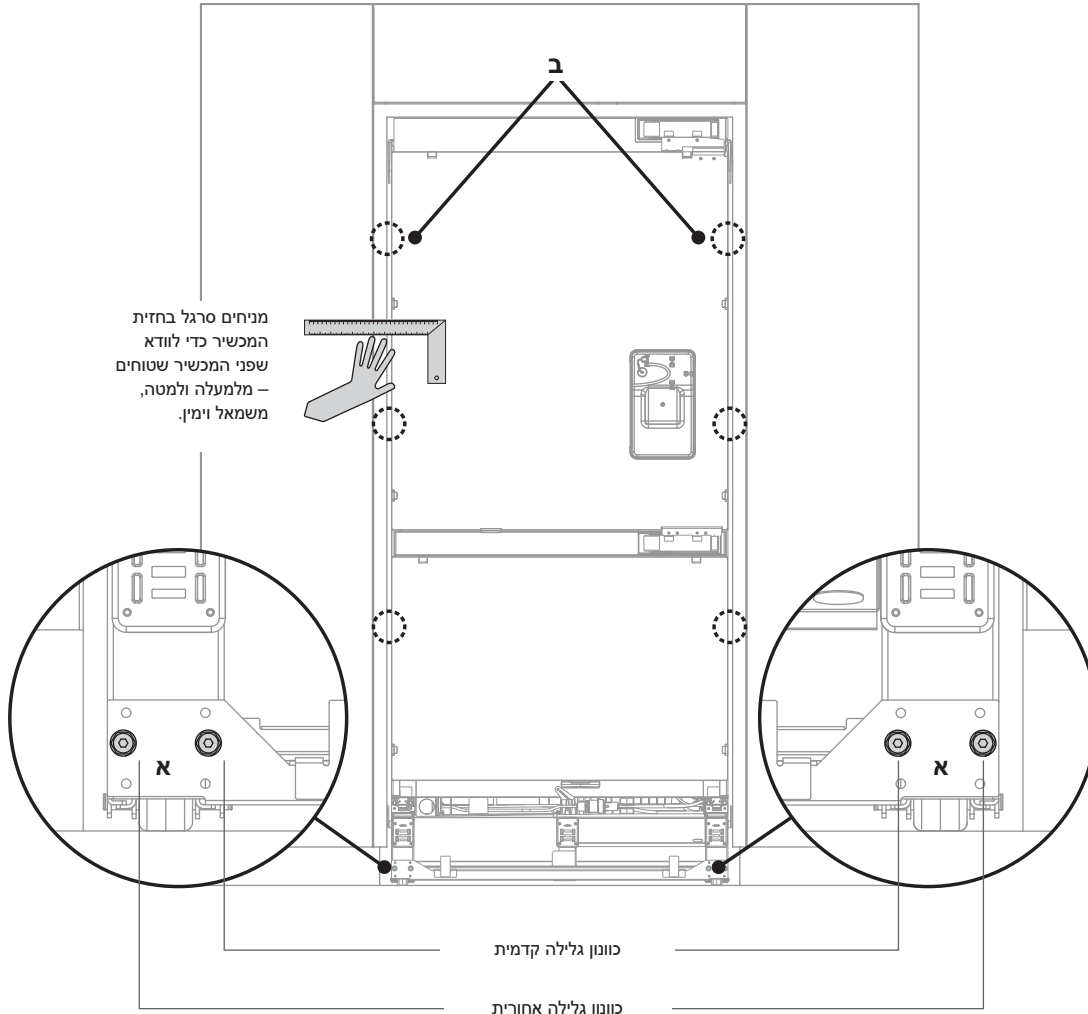 ב
מניחים סרגל בחזית
המכשיר כדי לוודא
שפני המכשיר שטוחים
– מלמעלה ולמטה,
משמאל וימין.
א
א
כוונון גלילה קדמית
כוונון גלילה אחורית